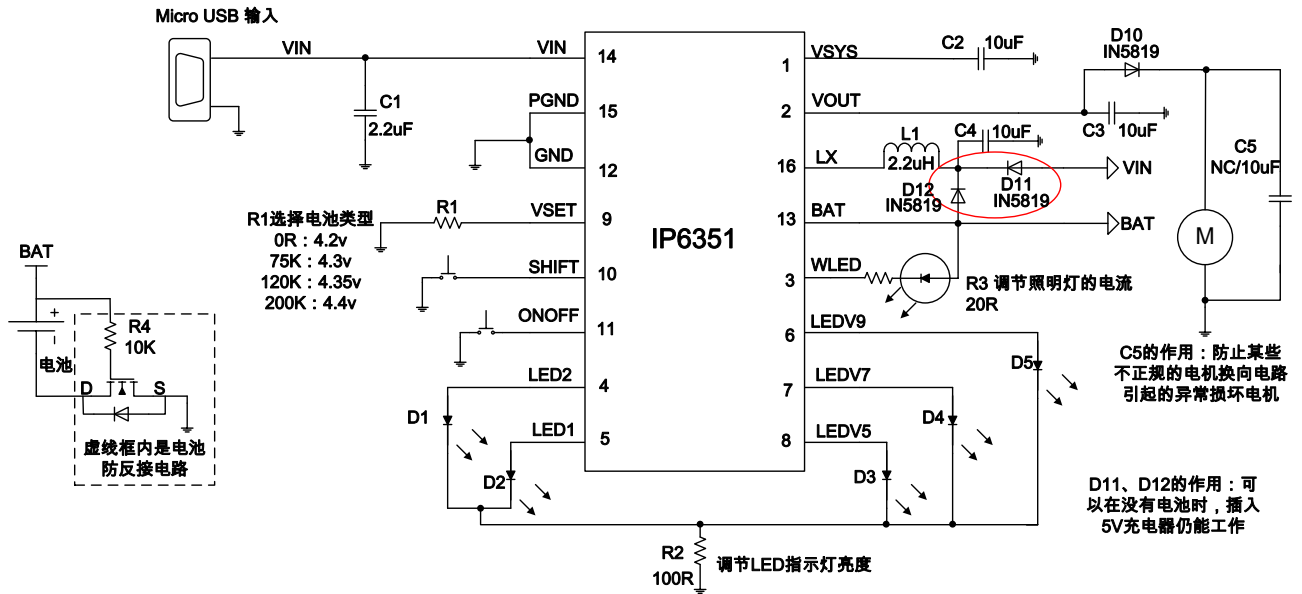 Micro USB 输入
VIN
VIN
14
C1
2.2uF
PGND
15
GND
12
R1选择电池类型
0R：4.2v
75K：4.3v
120K：4.35v
200K：4.4v
R1
VSET
9
SHIFT
10
ONOFF
11
LED2
4
LED1
5
D1
D2
IP6351
BAT
+
−
电池
R4
10K
D
S
虚线框内是电池
防反接电路
1
VSYS
C2
10uF
2
VOUT
D10
IN5819
C3
10uF
16
LX
L1
2.2uH
C4
10uF
D12
IN5819
D11
IN5819
VIN
13
BAT
BAT
3
WLED
R3 调节照明灯的电流
20R
6
LEDV9
D5
7
LEDV7
D4
8
LEDV5
D3
C5
NC/10uF
M
C5的作用：防止某些
不正规的电机换向电路
引起的异常损坏电机
D11、D12的作用：可
以在没有电池时，插入
5V充电器仍能工作
R2
100R
调节LED指示灯亮度